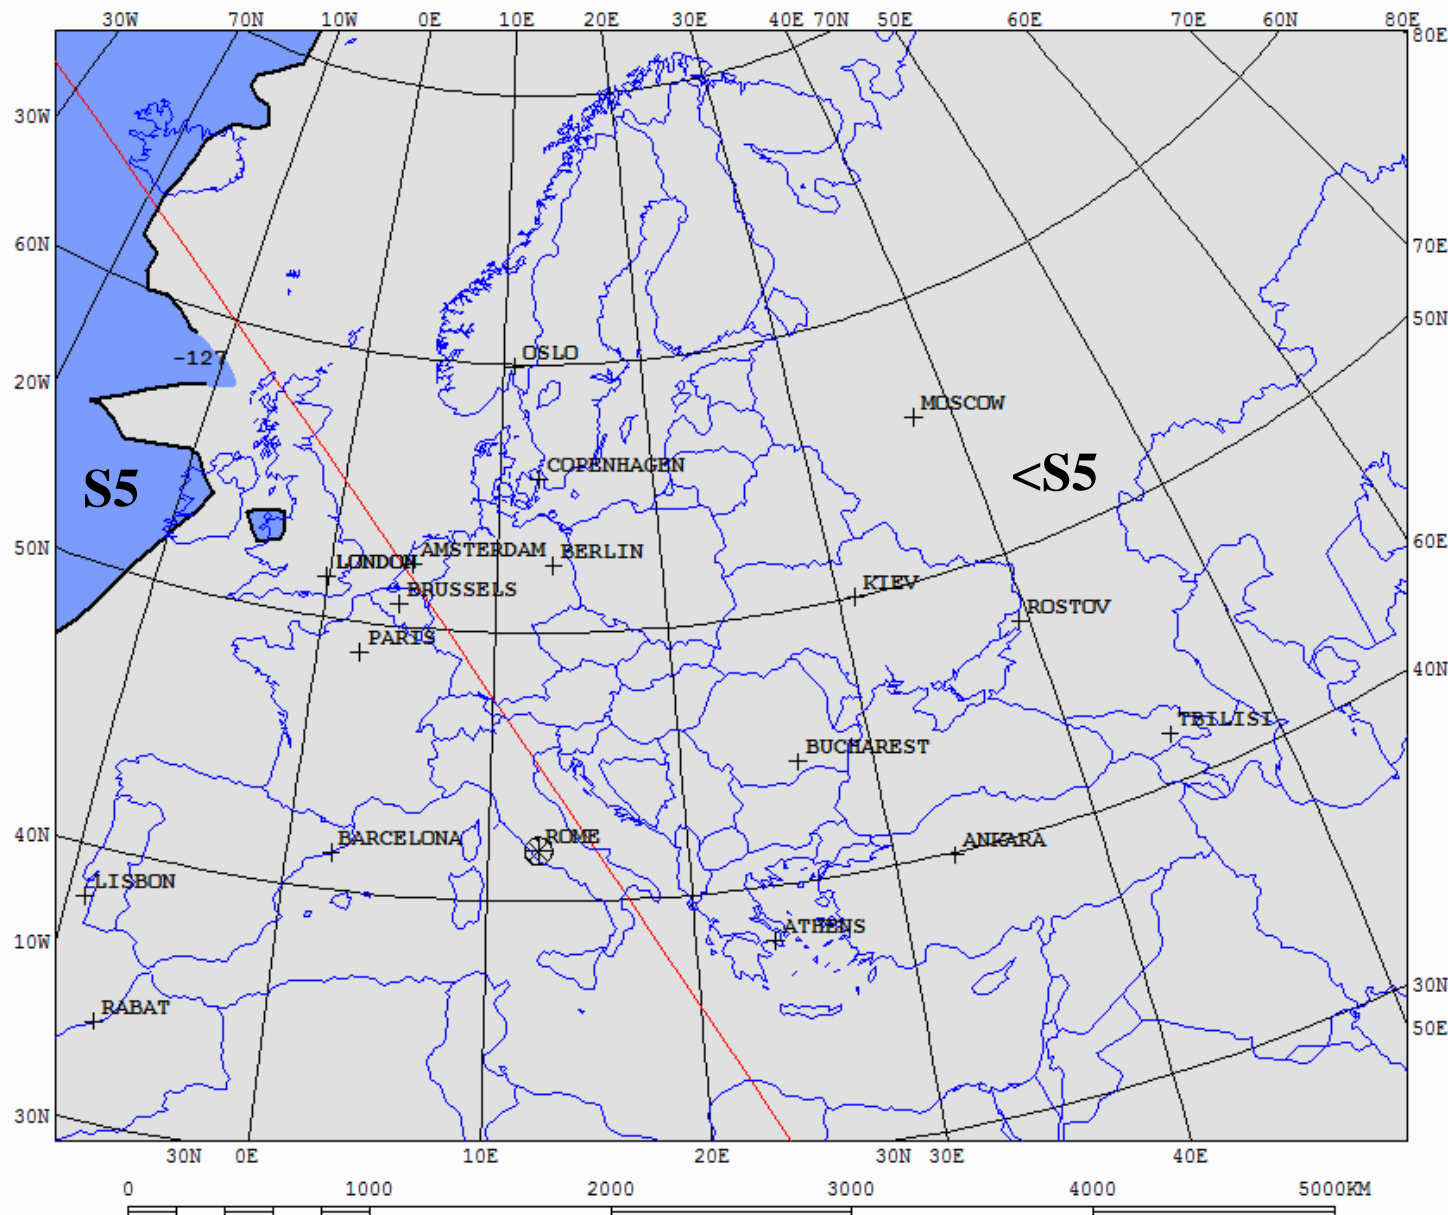 30W 70N 10W 0E 10E 20E 30E 40E 70N 50E 60E 70E 60N 80E
80E
30W
60N
70E
50N
-127
OSLO
20W
MOSCOW
COPENHAGEN
<S5
S5
50N
60E
AMSTERDAM
BERLIN
LONDON
BRUSSELS
KIEV
ROSTOV
PARIS
40N
TBILISI
BUCHAREST
40N
BARCELONA
ROME
ANKARA
LISBON
ATHENS
10W
30N
RABAT
50E
30N
30N 0E 10E 20E 30N 30E 40E
0 1000 2000 3000 4000 5000KM